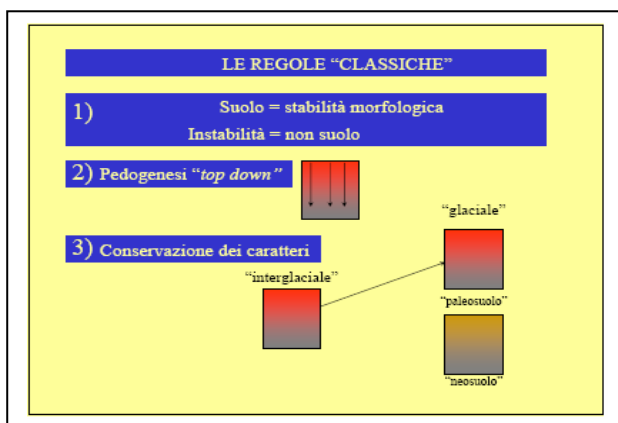 LE REGOLE “CLASSICHE”
1) Suolo = stabilità morfologica
Instabilità = non suolo
2) Pedogenesi “top down”
“glaciale”
3) Conservazione dei caratteri
“interglaciale”
“paleosuolo”
“neosuolo”